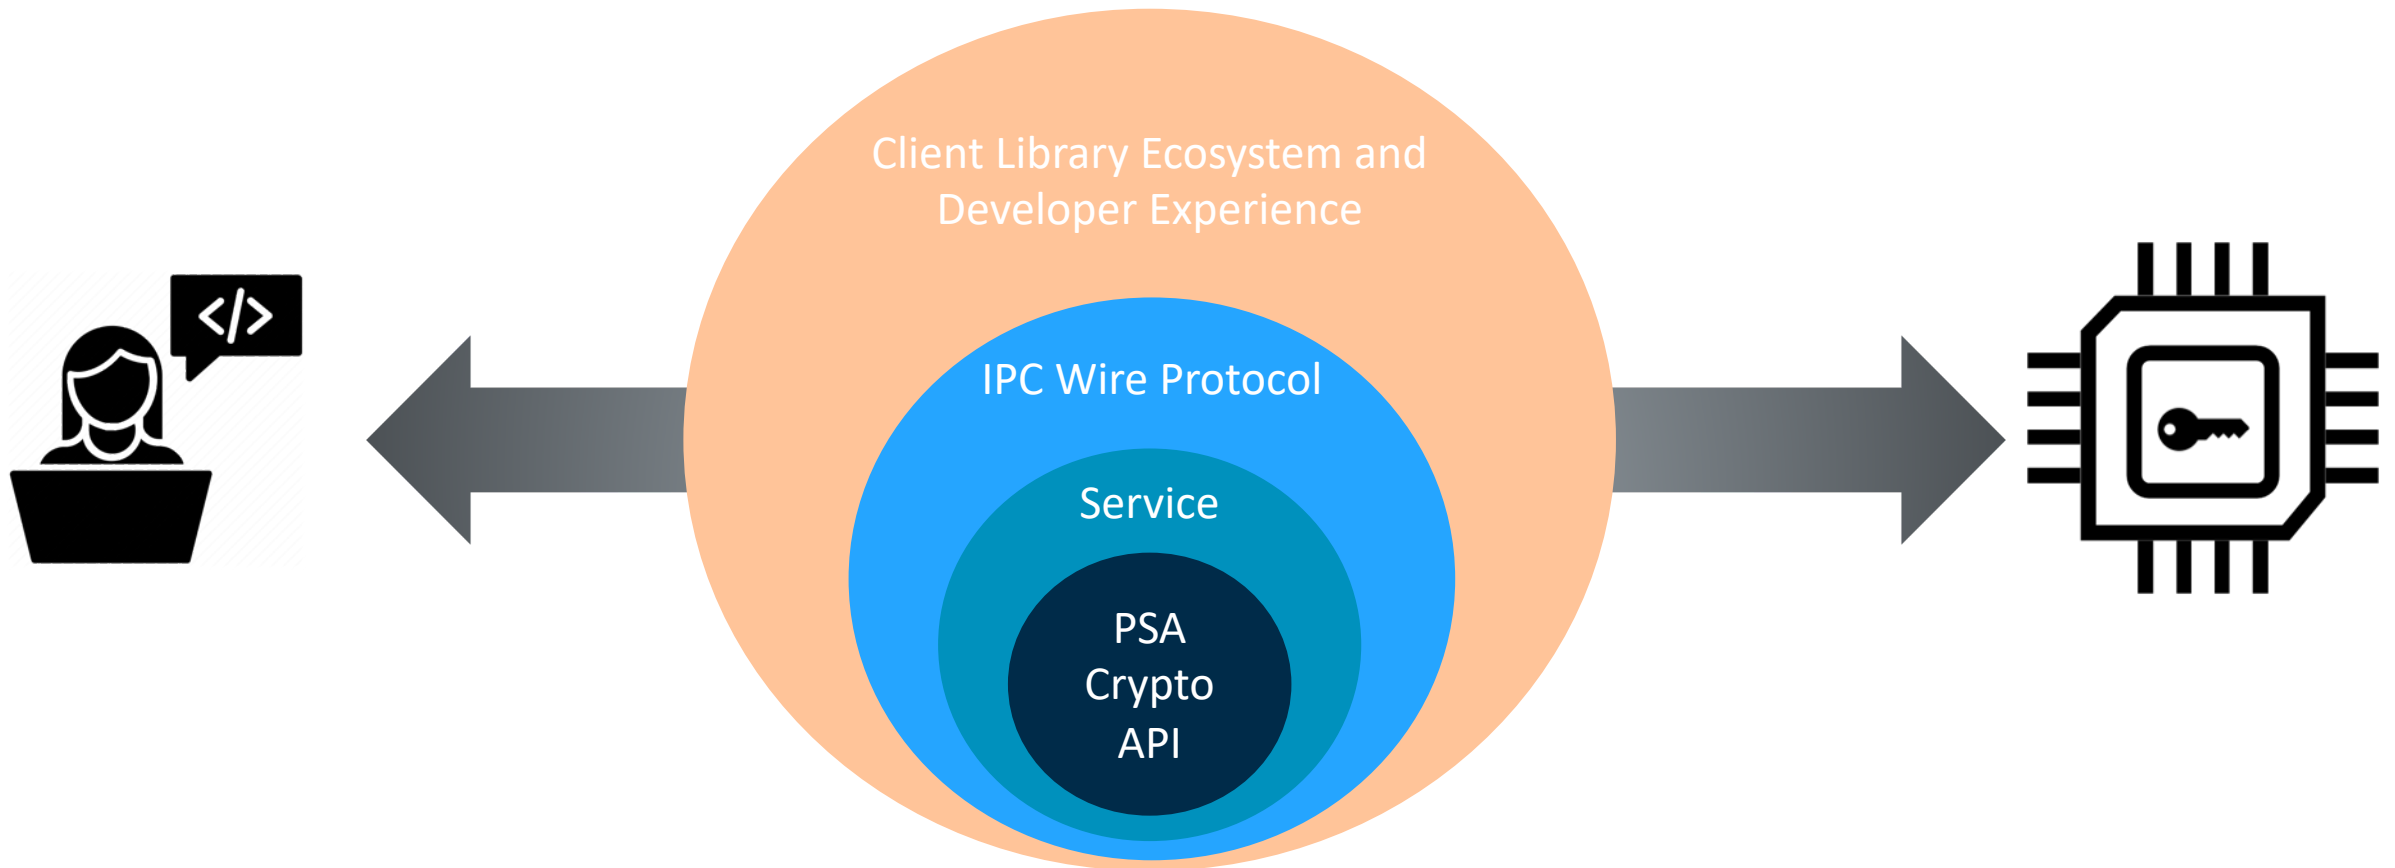 Client Library Ecosystem and
Developer Experience
</>
IPC Wire Protocol
Service
PSA
Crypto
API